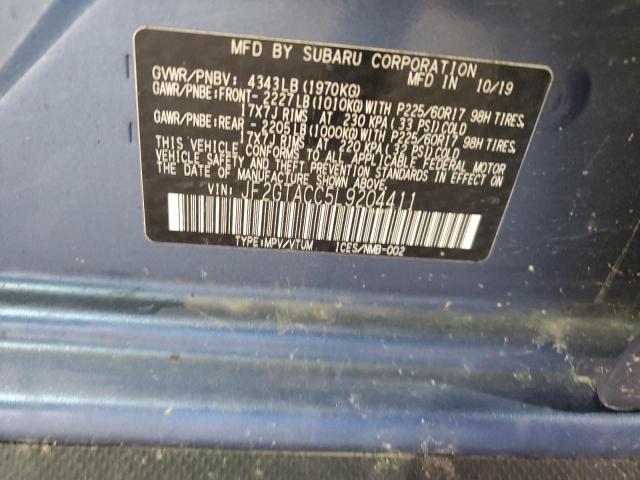 MFD BY SUBARU CORPORATION
MFD IN 10/19
GVWR/PNBV: 4343LB (1970KG)
GAWR/PNBE:FRONT- 2227LB (1010KG) WITH P225/60R17 98H TIRES,
17X7J RIMS AT 230 KPA (33 PSI) COLD
GAWR/PNBE:REAR - 2205LB (1000KG) WITH P225/60R17 98H TIRES,
17X7J RIMS AT 220 KPA (32 PSI) COLD
THIS VEHICLE CONFORMS TO ALL APPLICABLE FEDERAL MOTOR
VEHICLE SAFETY AND THEFT PREVENTION STANDARDS IN EFFECT
ON THE DATE OF MANUFACTURE SHOWN ABOVE.
VIN: JF2GTACC5L9204411
TYPE:MPV/VTUM ICES/NMB-002